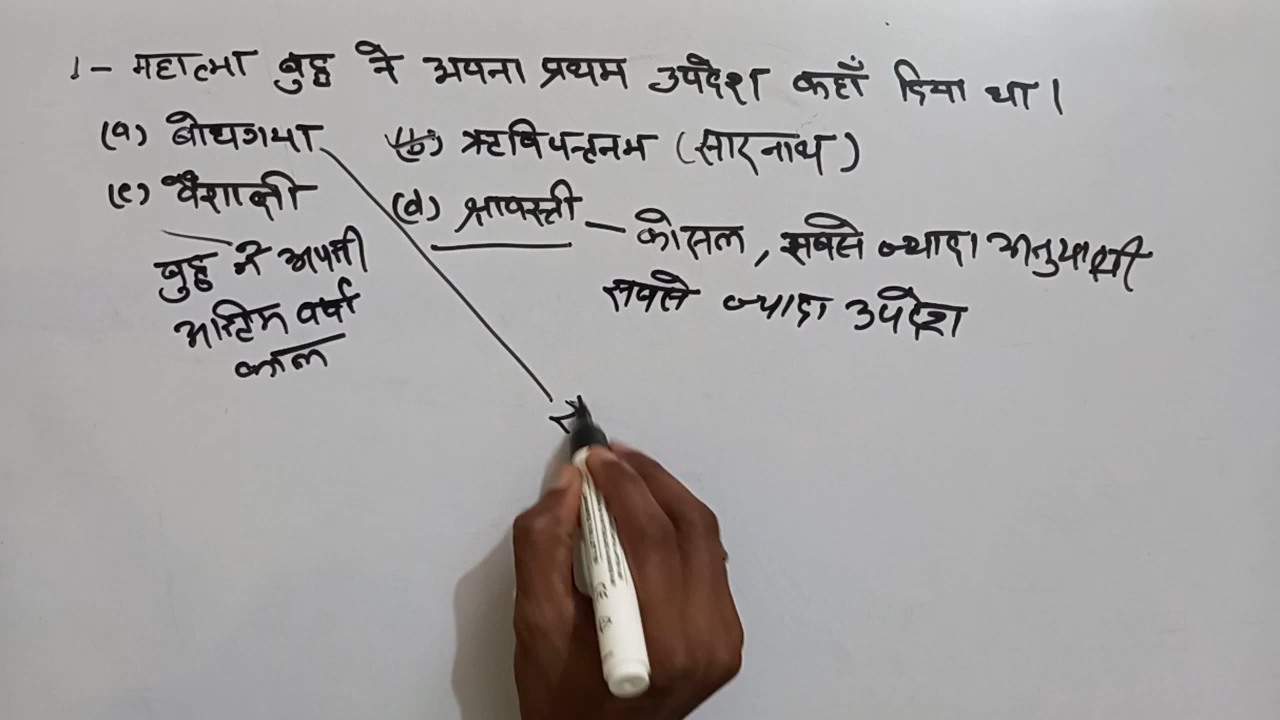 1- महात्मा बुद्ध ने अपना प्रथम उपदेश कहाँ दिया था।
(a) बोधगया (b) ऋषिपत्तनम (सारनाथ)
(c) वैशाली (d) श्रावस्ती – कोसल, सबसे ज्यादा अनुयायी
सबसे ज्यादा उपदेश
बुद्ध ने अपनी
अन्तिम वर्षा
काल